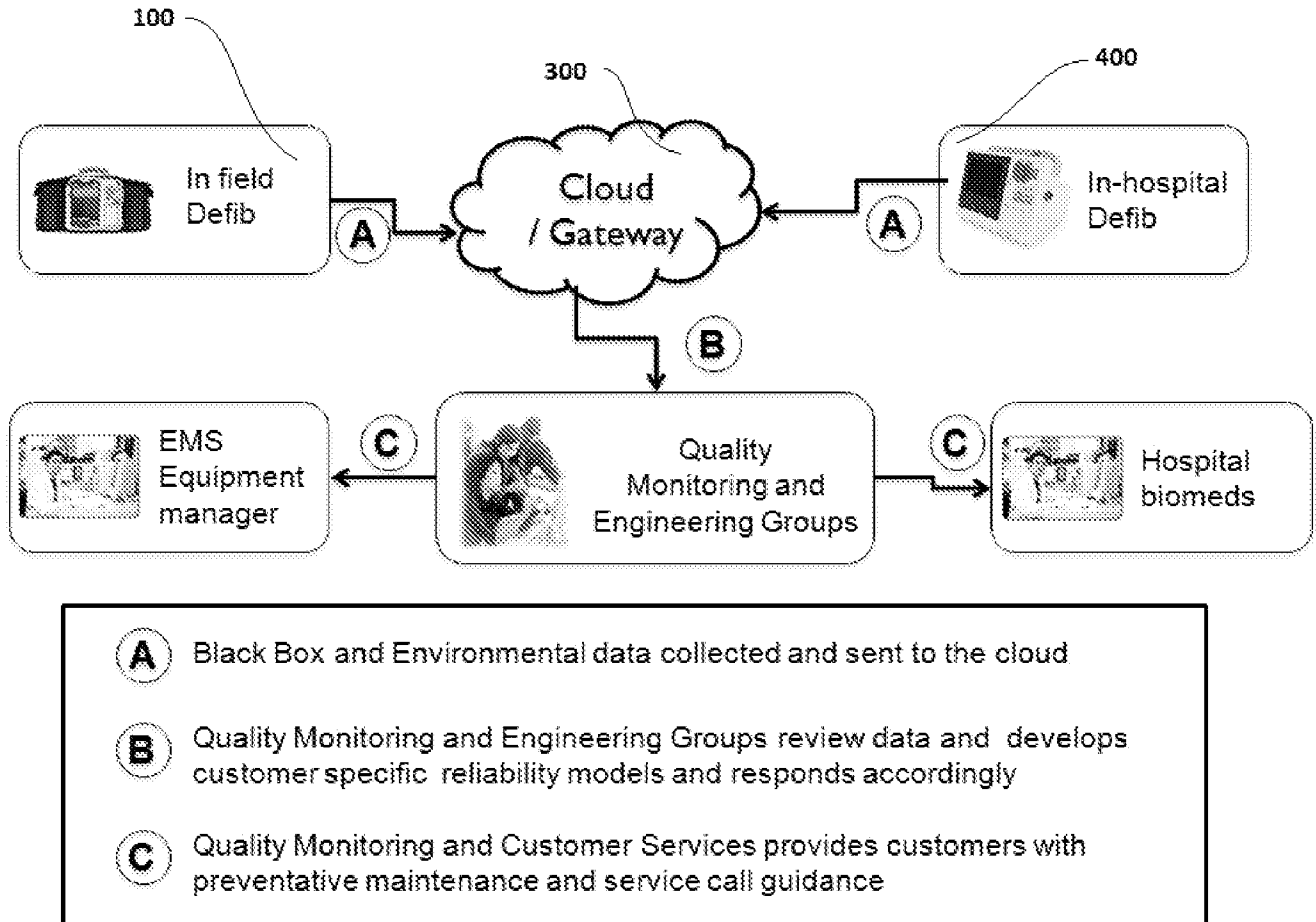 100
300
400
In field
Defib
Cloud
/ Gateway
In-hospital
Defib
A
A
B
EMS
Equipment
manager
C
Quality
Monitoring and
Engineering Groups
C
Hospital
biomeds
A Black Box and Environmental data collected and sent to the cloud
B Quality Monitoring and Engineering Groups review data and develops
customer specific reliability models and responds accordingly
C Quality Monitoring and Customer Services provides customers with
preventative maintenance and service call guidance